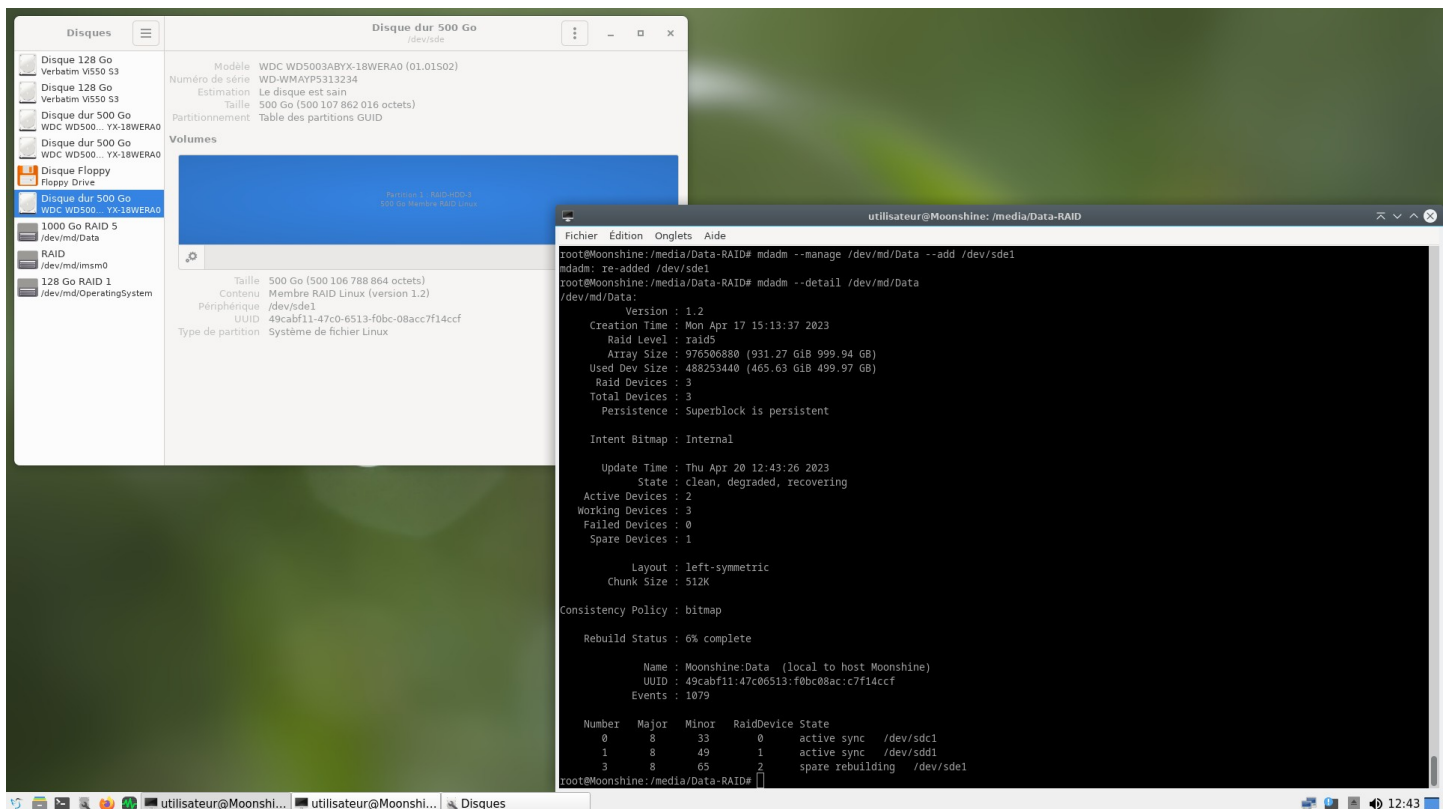 Disques
Disque dur 500 Go
/dev/sde
Disque 128 Go
Verbatim Vi550 S3
Disque 128 Go
Verbatim Vi550 S3
Disque dur 500 Go
WDC WD500... YX-18WERA0
Disque dur 500 Go
WDC WD500... YX-18WERA0
Disque Floppy
Floppy Drive
Disque dur 500 Go
WDC WD500... YX-18WERA0
1000 Go RAID 5
/dev/md/Data
RAID
/dev/md/imsm0
128 Go RAID 1
/dev/md/OperatingSystem
Modèle WDC WD5003ABYX-18WERA0 (01.01S02)
Numéro de série WD-WMAYP5313234
Estimation Le disque est sain
Taille 500 Go (500 107 862 016 octets)
Partitionnement Table des partitions GUID
Volumes
Partition 1 RAID-HDD-3
500 Go Membre RAID Linux
Taille 500 Go (500 106 788 864 octets)
Contenu Membre RAID Linux (version 1.2)
Périphérique /dev/sde1
UUID 49cabf11-47c0-6513-f0bc-08acc7f14ccf
Type de partition Système de fichier Linux
utilisateur@Moonshine: /media/Data-RAID
Fichier Édition Onglets Aide
root@Moonshine:/media/Data-RAID# mdadm --manage /dev/md/Data --add /dev/sde1
mdadm: re-added /dev/sde1
root@Moonshine:/media/Data-RAID# mdadm --detail /dev/md/Data
/dev/md/Data:
Version : 1.2
Creation Time : Mon Apr 17 15:13:37 2023
Raid Level : raid5
Array Size : 976506880 (931.27 GiB 999.94 GB)
Used Dev Size : 488253440 (465.63 GiB 499.97 GB)
Raid Devices : 3
Total Devices : 3
Persistence : Superblock is persistent
Intent Bitmap : Internal
Update Time : Thu Apr 20 12:43:26 2023
State : clean, degraded, recovering
Active Devices : 2
Working Devices : 3
Failed Devices : 0
Spare Devices : 1
Layout : left-symmetric
Chunk Size : 512K
Consistency Policy : bitmap
Rebuild Status : 6% complete
Name : Moonshine:Data (local to host Moonshine)
UUID : 49cabf11:47c06513:f0bc08ac:c7f14ccf
Events : 1079
Number Major Minor RaidDevice State
0 8 33 0 active sync /dev/sdc1
1 8 49 1 active sync /dev/sdd1
3 8 65 2 spare rebuilding /dev/sde1
root@Moonshine:/media/Data-RAID#
utilisateur@Moonshi... utilisateur@Moonshi... Disques 12:43